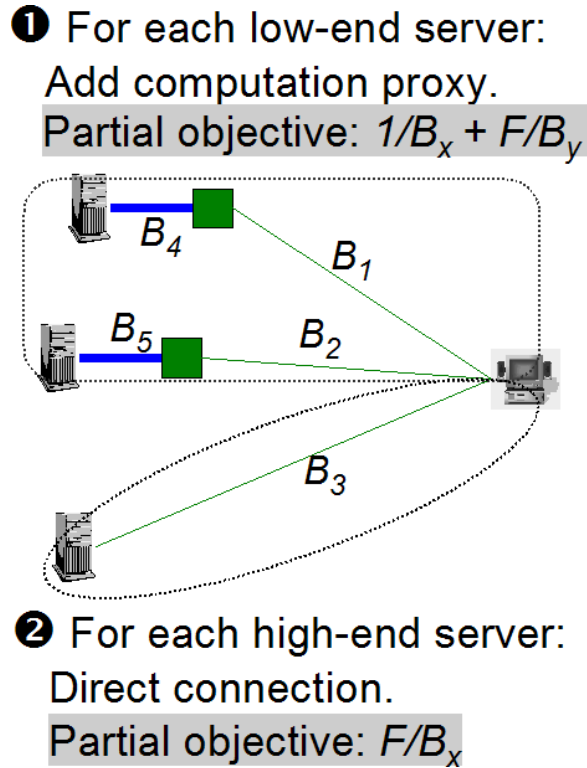 ❶ For each low-end server:
Add computation proxy.
Partial objective: 1/Bx + F/By
B4
B1
B5
B2
B3
❷ For each high-end server:
Direct connection.
Partial objective: F/Bx